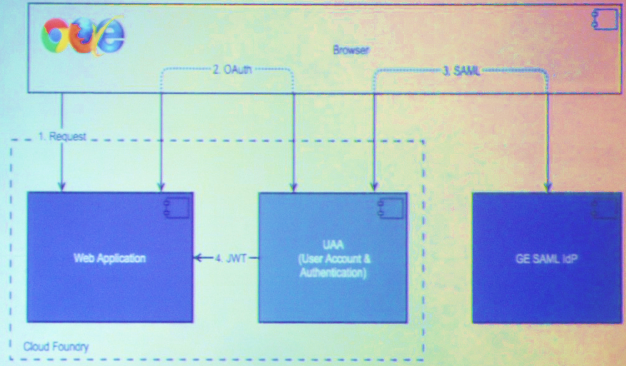 Browser
2. OAuth
3. SAML
1. Request
Web Application
4. JWT
UAA
(User Account &
Authentication)
GE SAML IdP
Cloud Foundry